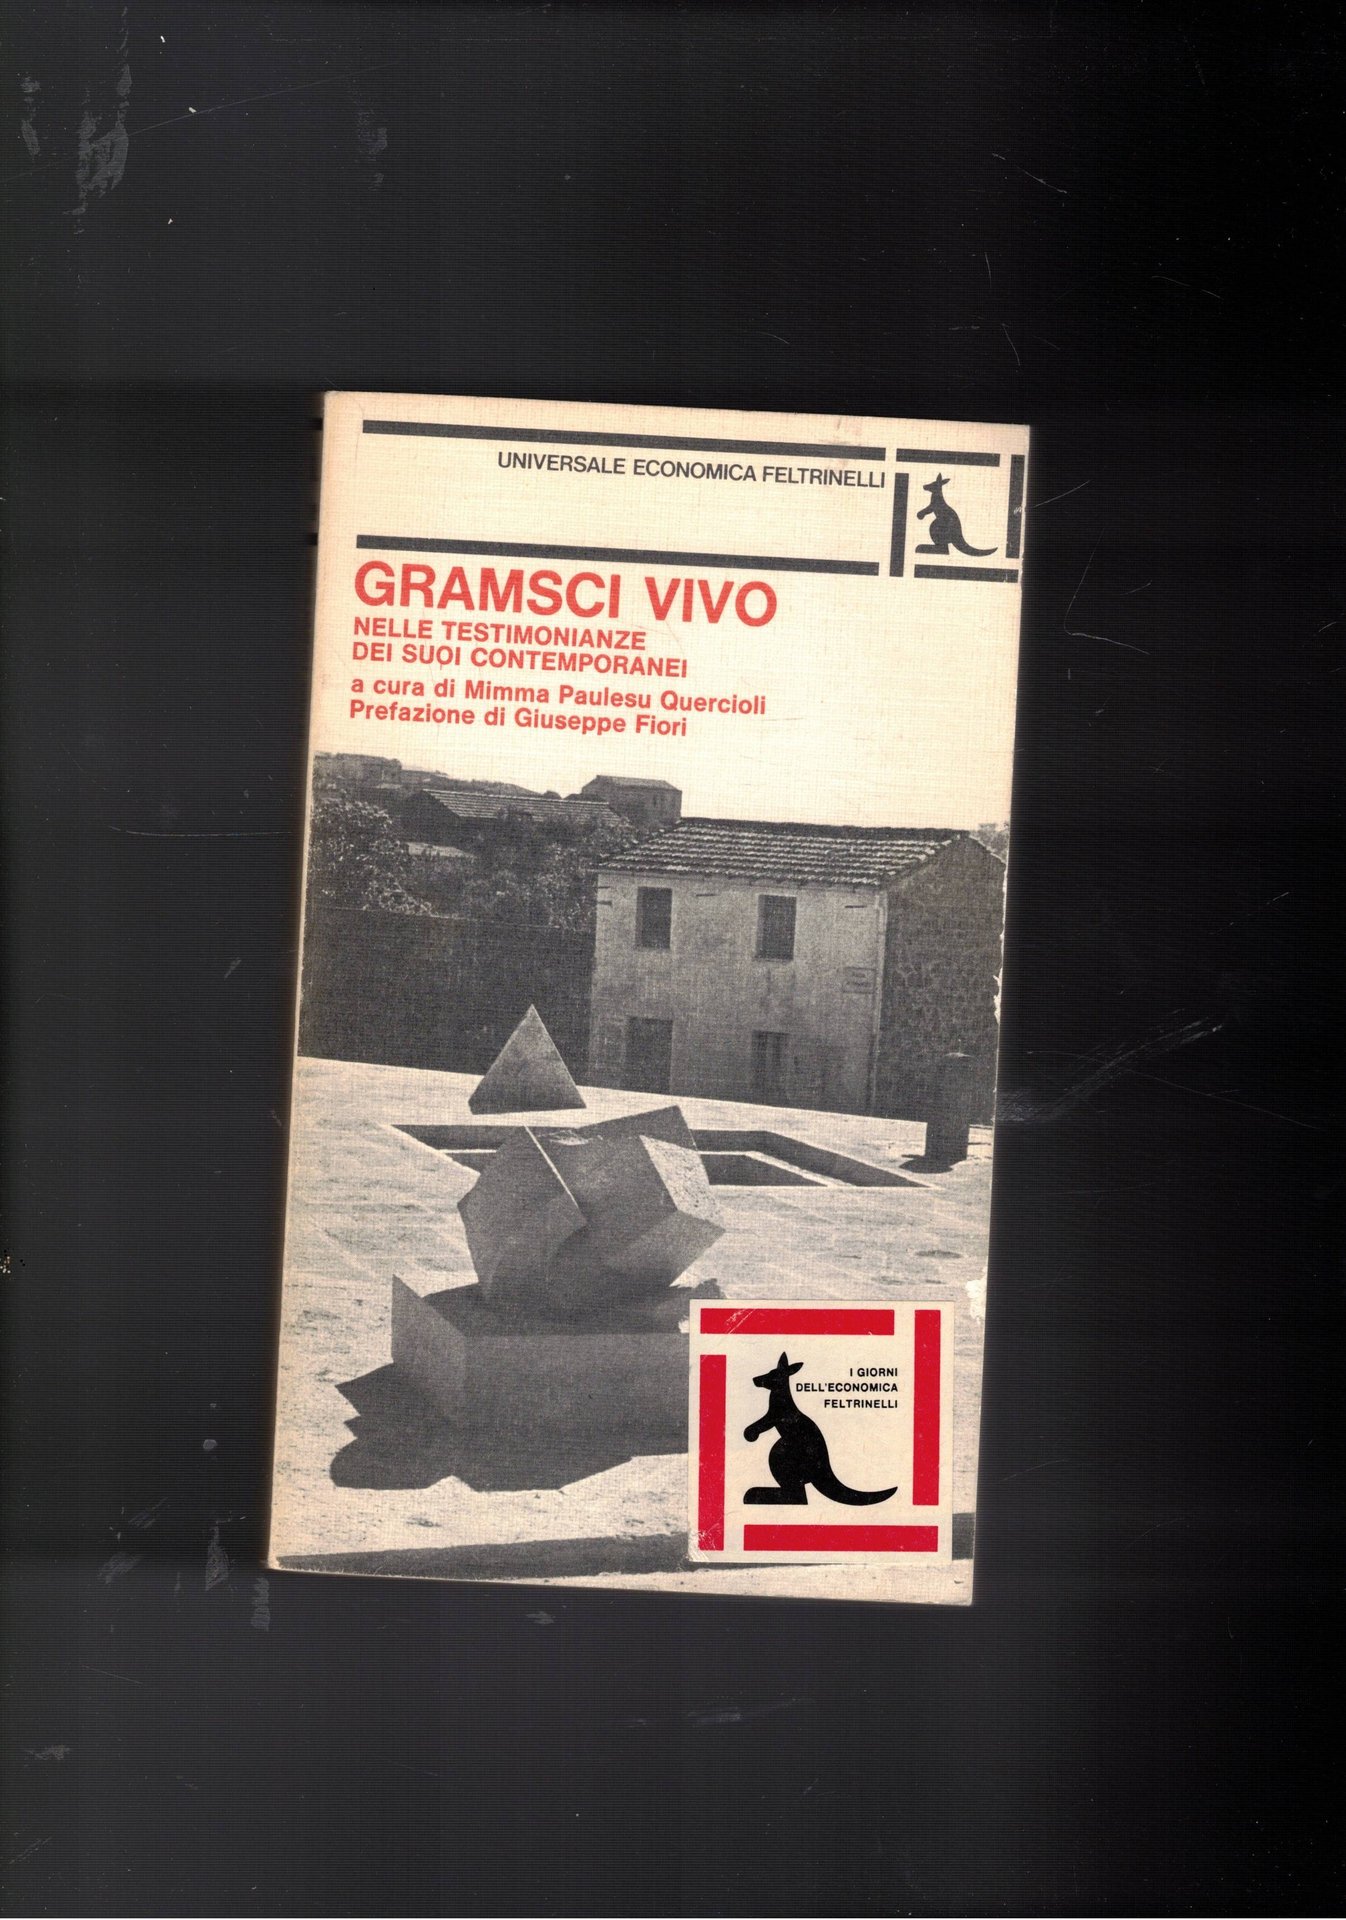 UNIVERSALE ECONOMICA FELTRINELLI
GRAMSCI VIVO
NELLE TESTIMONIANZE
DEI SUOI CONTEMPORANEI
a cura di Mimma Paulesu Quercioli
Prefazione di Giuseppe Fiori
I GIORNI
DELL'ECONOMICA
FELTRINELLI